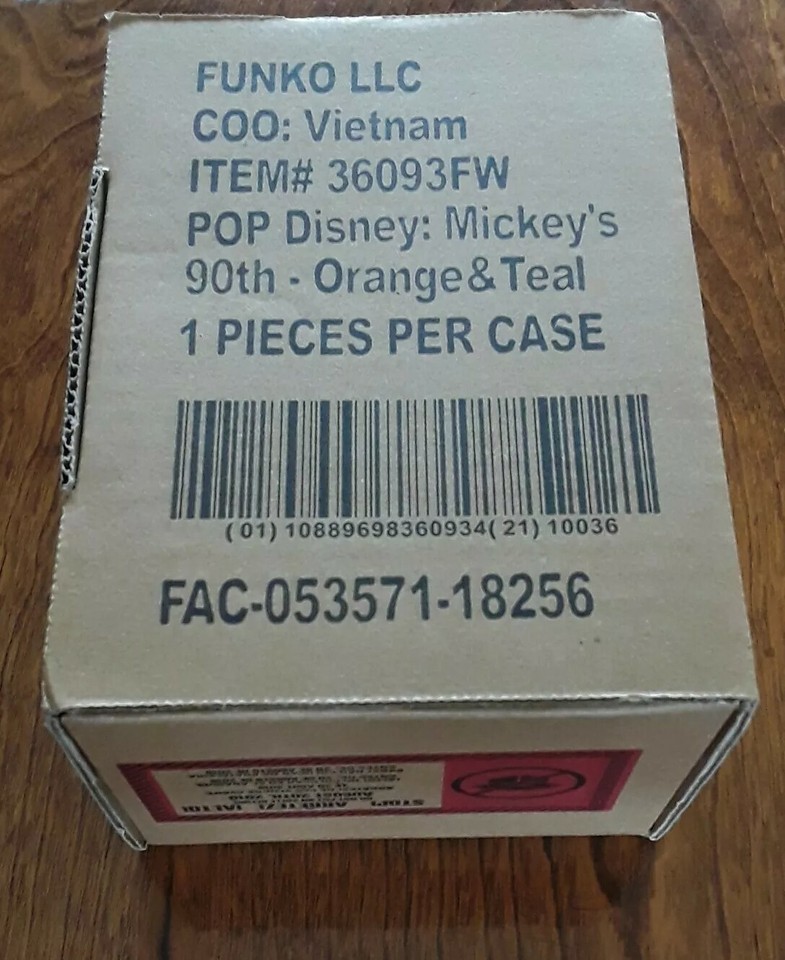 FUNKO LLC
COO: Vietnam
ITEM# 36093FW
POP Disney: Mickey's
90th - Orange&Teal
1 PIECES PER CASE
(01) 10889698360934(21) 10036
FAC-053571-18256
STOP!